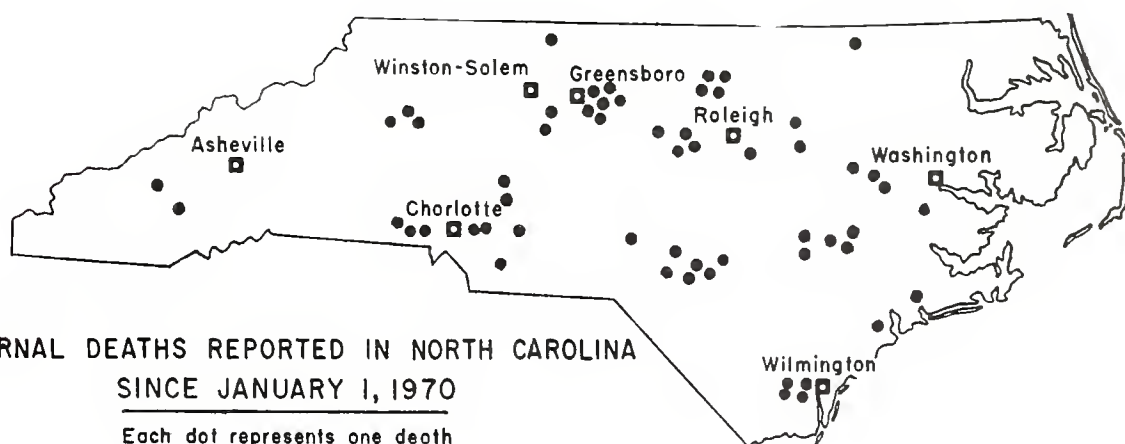 Winston-Solem
Greensboro
Roleigh
Asheville
Washington
Chorlotte
Wilmington
RNAL DEATHS REPORTED IN NORTH CAROLINA
SINCE JANUARY 1, 1970
Each dot represents one death